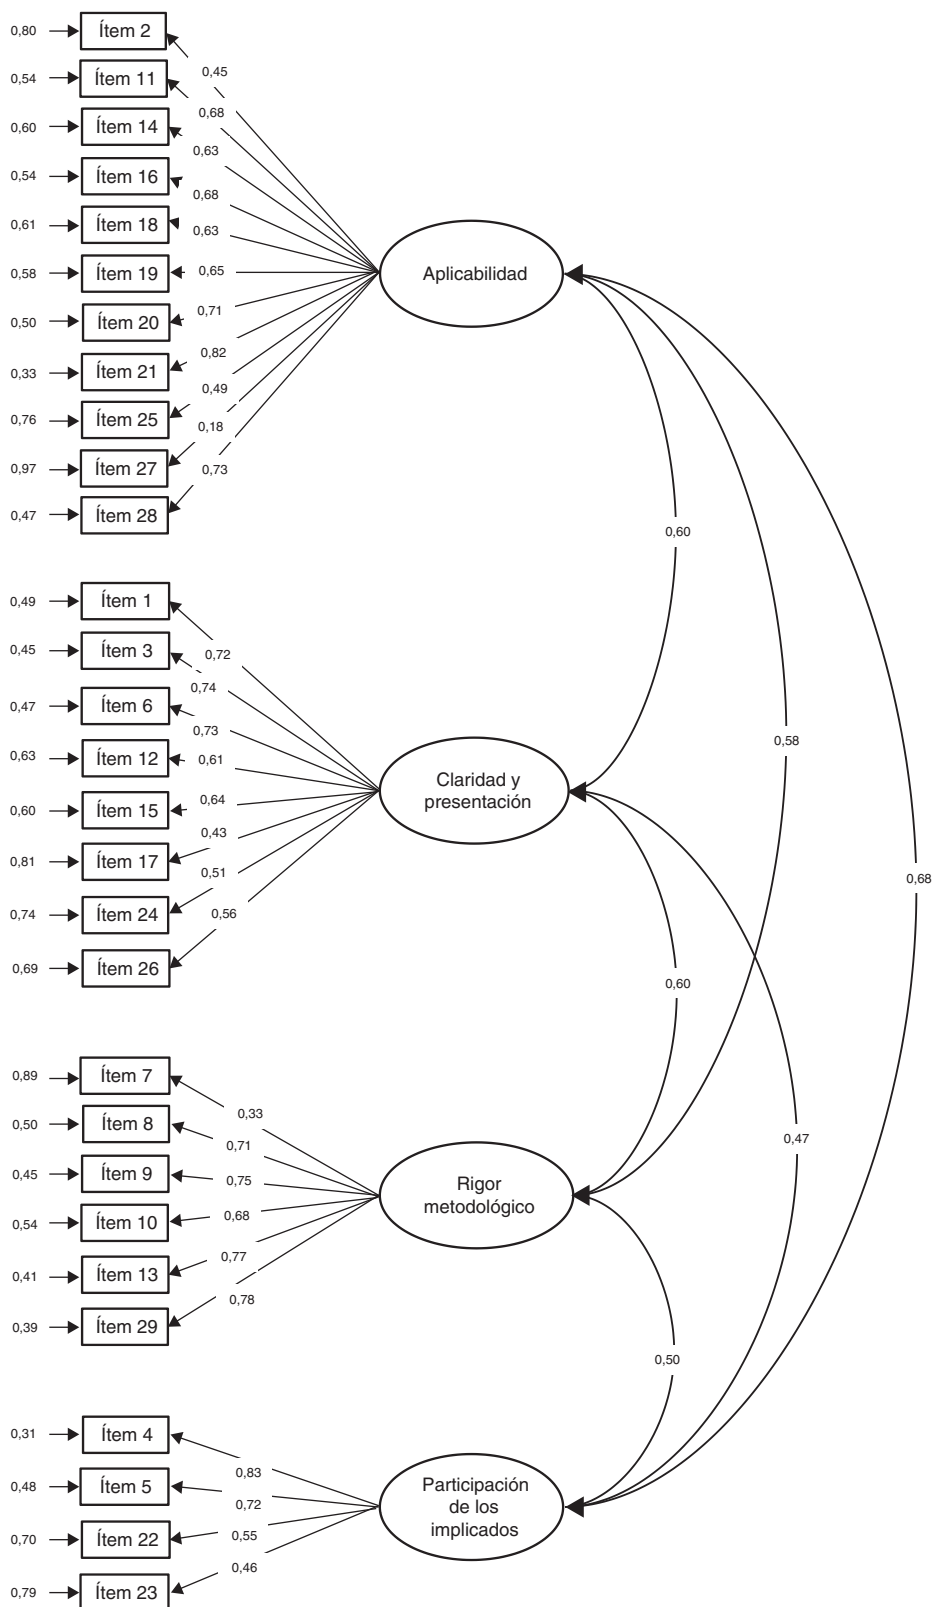 0,80 Ítem 2
0,45
0,54 Ítem 11
0,68
0,60 Ítem 14
0,63
0,54 Ítem 16
0,68
0,61 Ítem 18
0,63
0,58 Ítem 19
0,65
Aplicabilidad
0,50 Ítem 20
0,71
0,33 Ítem 21
0,82
0,76 Ítem 25
0,49
0,97 Ítem 27
0,18
0,47 Ítem 28
0,73
0,60
0,49 Ítem 1
0,72
0,45 Ítem 3
0,74
0,47 Ítem 6
0,73
0,63 Ítem 12
0,61
0,60 Ítem 15
0,64
Claridad y
presentación
0,58
0,81 Ítem 17
0,43
0,74 Ítem 24
0,51
0,69 Ítem 26
0,56
0,68
0,60
0,89 Ítem 7
0,33
0,50 Ítem 8
0,71
0,45 Ítem 9
0,75
0,54 Ítem 10
0,68
Rigor
metodológico
0,47
0,41 Ítem 13
0,77
0,39 Ítem 29
0,78
0,50
0,31 Ítem 4
0,83
0,48 Ítem 5
0,72
0,70 Ítem 22
0,55
0,79 Ítem 23
0,46
Participación
de los
implicados